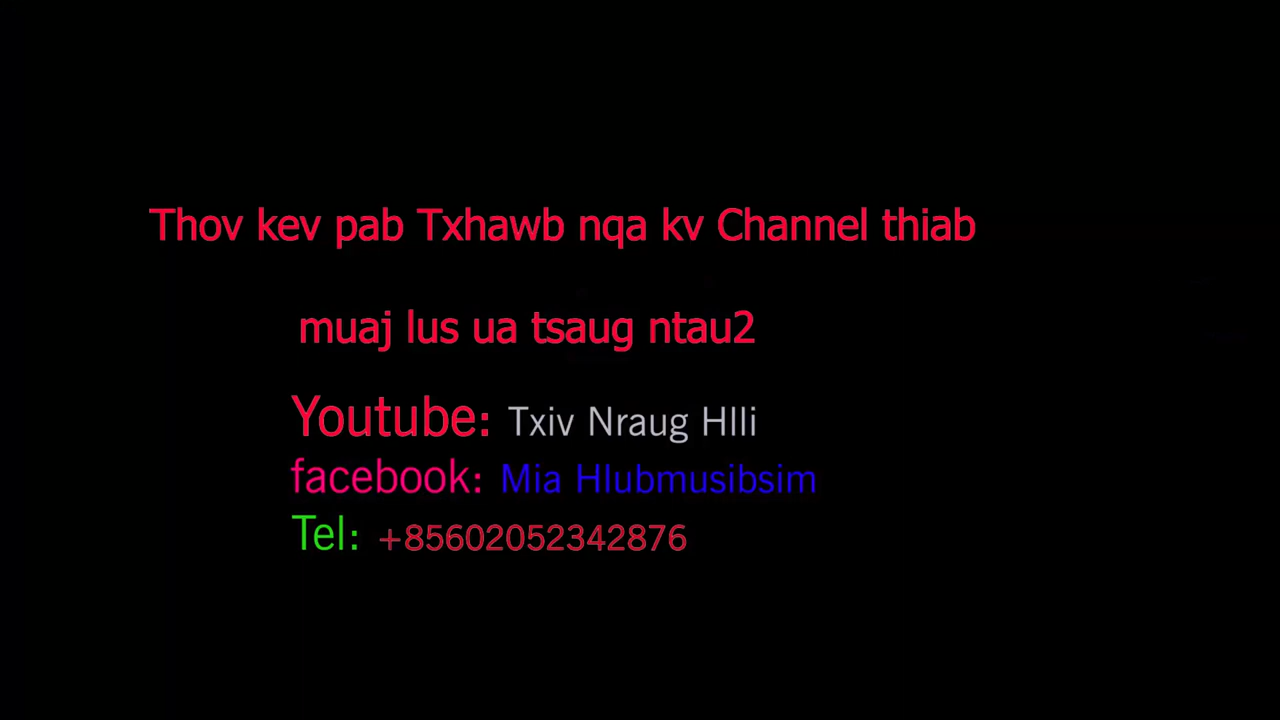 Thov kev pab Txhawb nqa kv Channel thiab
muaj lus ua tsaug ntau2
Youtube: Txiv Nraug Hlli
facebook: Mia Hlubmusibsim
Tel: +85602052342876